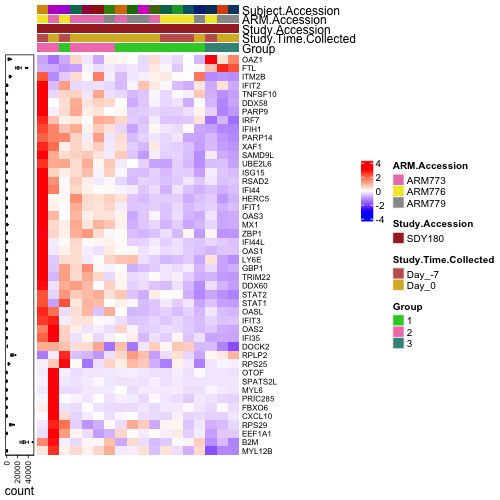 Subject.Accession
ARM.Accession
Study.Accession
Study.Time.Collected
Group
OAZ1
FTL
ITM2B
IFIT2
TNFSF10
DDX58
PARP9
IRF7
IFIH1
PARP14
XAF1
SAMD9L
UBE2L6
ISG15
RSAD2
IFI44
HERC5
IFIT1
OAS3
MX1
ZBP1
IFI44L
OAS1
LY6E
GBP1
TRIM22
DDX60
STAT2
STAT1
OASL
IFIT3
OAS2
IFI35
DOCK2
RPLP2
RPS25
OTOF
SPATS2L
MYL6
PRIC285
FBXO6
CXCL10
RPS29
EEF1A1
B2M
MYL12B
0
20000
40000
count
4
2
0
-2
-4
ARM.Accession
ARM773
ARM776
ARM779
Study.Accession
SDY180
Study.Time.Collected
Day_-7
Day_0
Group
1
2
3